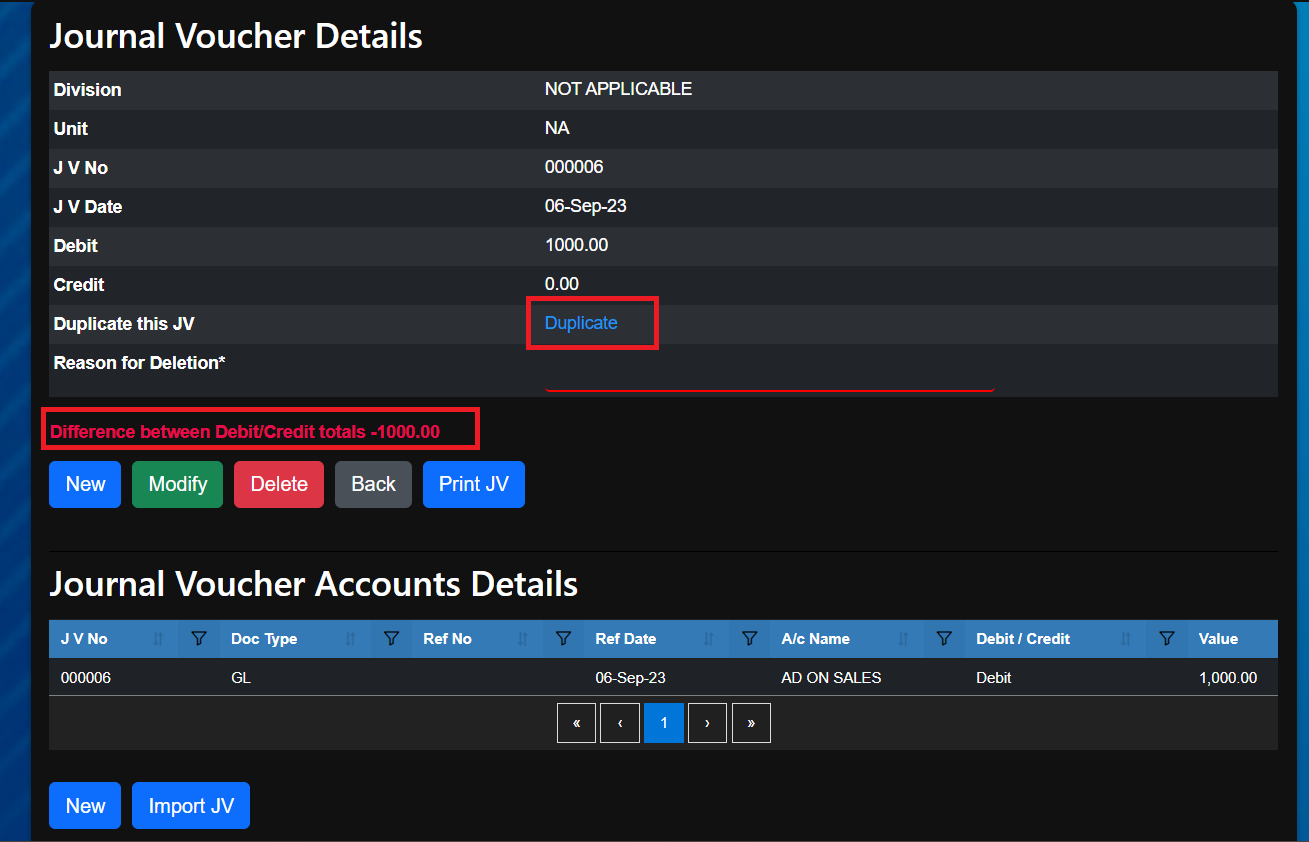 Journal Voucher Details
Division NOT APPLICABLE
Unit NA
J V No 000006
J V Date 06-Sep-23
Debit 1000.00
Credit 0.00
Duplicate this JV Duplicate
Reason for Deletion*
Difference between Debit/Credit totals -1000.00
New Modify Delete Back Print JV
Journal Voucher Accounts Details
J V No Doc Type Ref No Ref Date A/c Name Debit / Credit Value
000006 GL 06-Sep-23 AD ON SALES Debit 1,000.00
« ‹ 1 › »
New Import JV